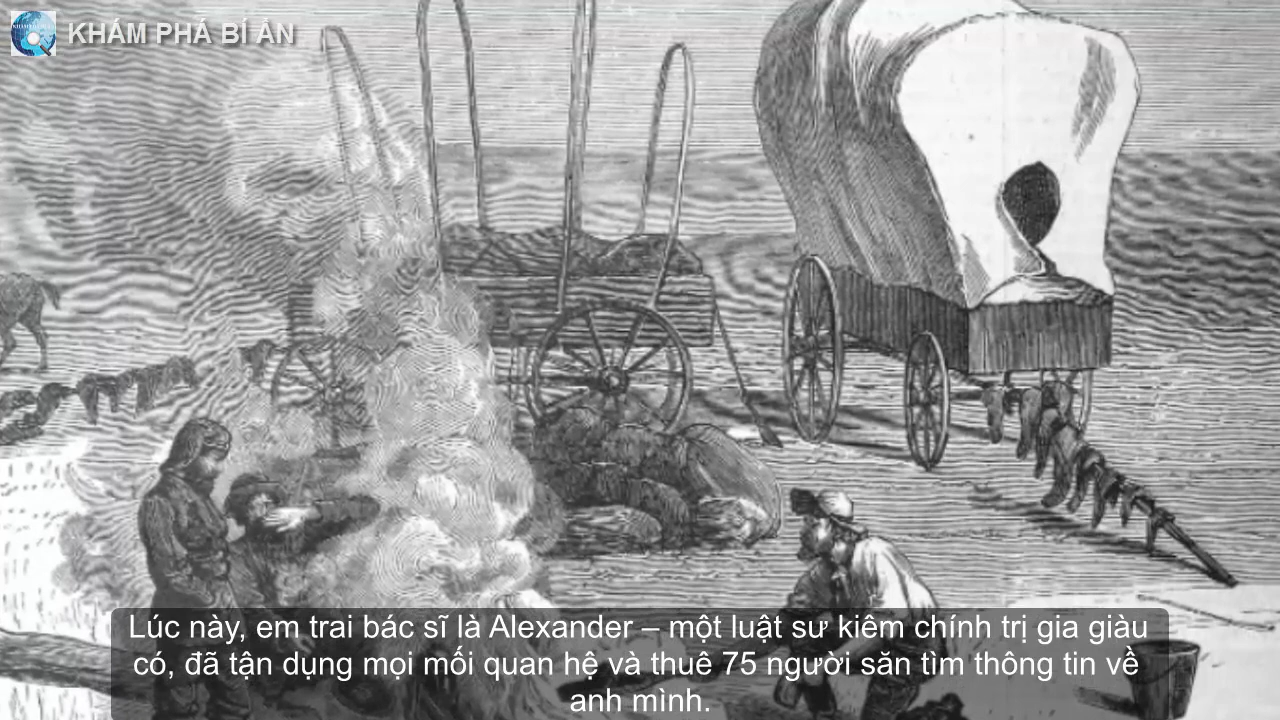 KHÁM PHÁ BÍ ẨN
Lúc này, em trai bác sĩ là Alexander – một luật sư kiêm chính trị gia giàu
có, đã tận dụng mọi mối quan hệ và thuê 75 người săn tìm thông tin về
anh mình.